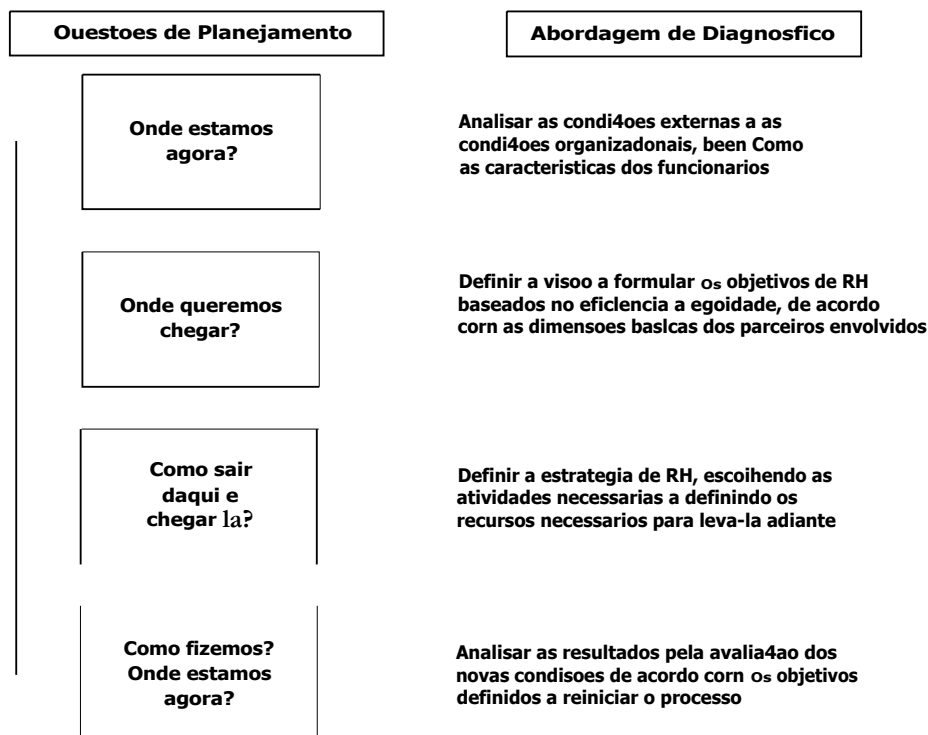 Ouestoes de Planejamento
Abordagem de Diagnosfico
Onde estamos
agora?
Analisar as condi4oes externas a as
condi4oes organizadonais, been Como
as caracteristicas dos funcionarios
Onde queremos
chegar?
Definir a visoo a formular Os objetivos de RH
baseados no eficlencia a egoidade, de acordo
corn as dimensoes baslcas dos parceiros envolvidos
Como sair
daqui e
chegar la?
Definir a estrategia de RH, escoihendo as
atividades necessarias a definindo os
recursos necessarios para leva-la adiante
Como fizemos?
Onde estamos
agora?
Analisar as resultados pela avalia4ao dos
novas condisoes de acordo corn Os objetivos
definidos a reiniciar o processo